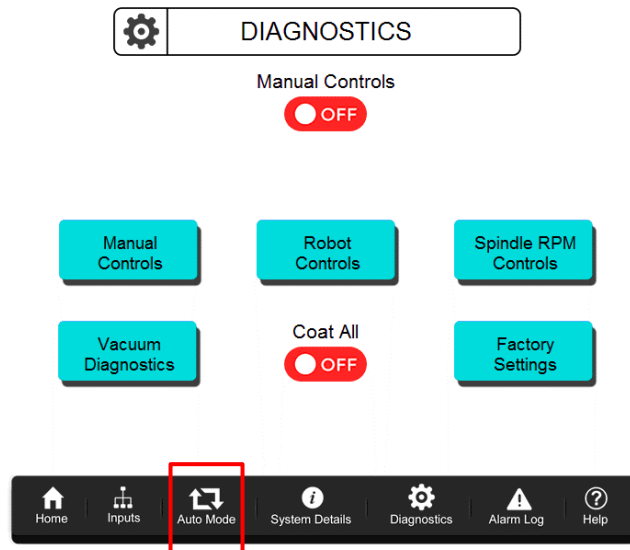 DIAGNOSTICS
Manual Controls
OFF
Manual
Controls
Robot
Controls
Spindle RPM
Controls
Vacuum
Diagnostics
Coat All
OFF
Factory
Settings
Home
Inputs
Auto Mode
System Details
Diagnostics
Alarm Log
Help